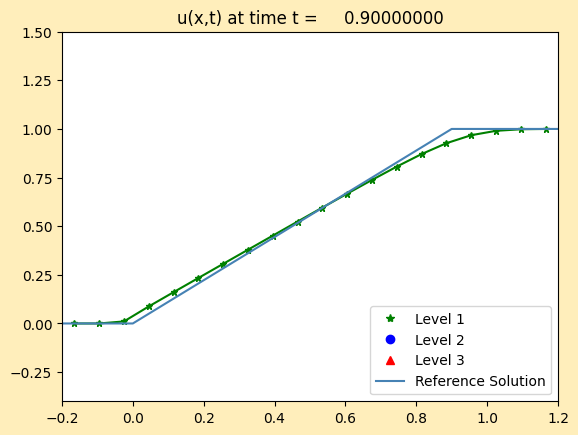 u(x,t) at time t = 0.90000000
1.50
1.25
1.00
0.75
0.50
0.25
0.00
−0.25
−0.2 0.0 0.2 0.4 0.6 0.8 1.0 1.2
Level 1
Level 2
Level 3
Reference Solution